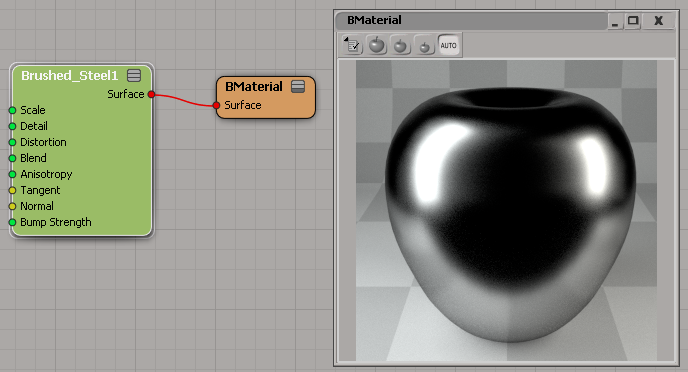 Brushed_Steel1
Surface
Scale
Detail
Distortion
Blend
Anisotropy
Tangent
Normal
Bump Strength
BMaterial
Surface
BMaterial
AUTO